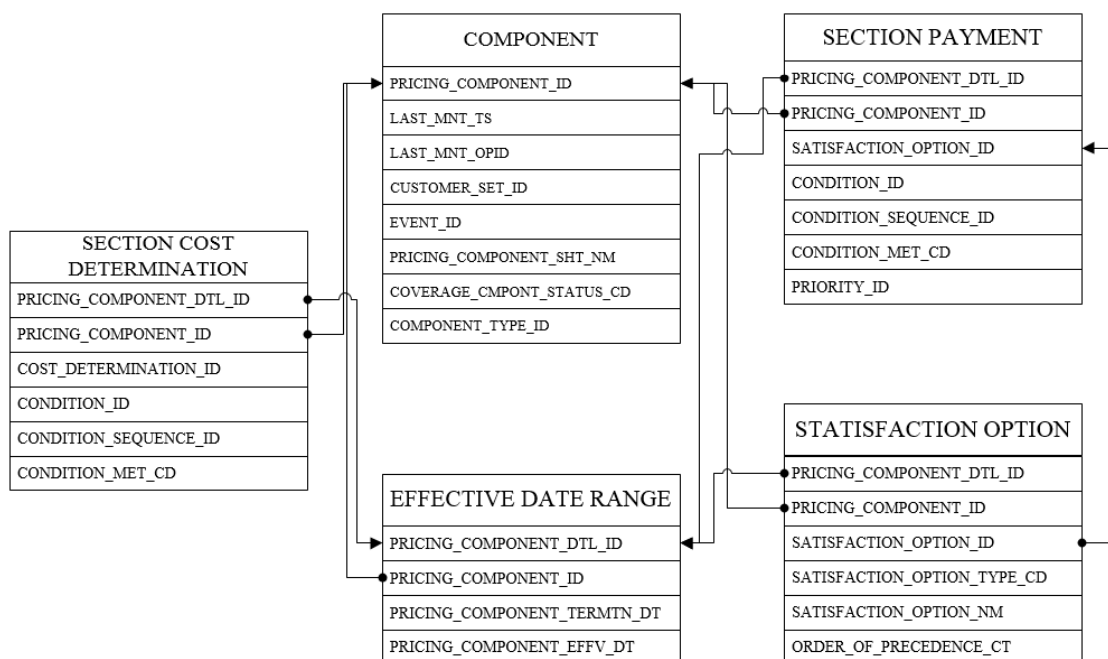 COMPONENT
PRICING_COMPONENT_ID
LAST_MNT_TS
LAST_MNT_OPID
CUSTOMER_SET_ID
EVENT_ID
PRICING_COMPONENT_SHT_NM
COVERAGE_CMPONT_STATUS_CD
COMPONENT_TYPE_ID
SECTION PAYMENT
PRICING_COMPONENT_DTL_ID
PRICING_COMPONENT_ID
SATISFACTION_OPTION_ID
CONDITION_ID
CONDITION_SEQUENCE_ID
CONDITION_MET_CD
PRIORITY_ID
SECTION COST
DETERMINATION
PRICING_COMPONENT_DTL_ID
PRICING_COMPONENT_ID
COST_DETERMINATION_ID
CONDITION_ID
CONDITION_SEQUENCE_ID
CONDITION_MET_CD
EFFECTIVE DATE RANGE
PRICING_COMPONENT_DTL_ID
PRICING_COMPONENT_ID
PRICING_COMPONENT_TERMTN_DT
PRICING_COMPONENT_EFFV_DT
STATISFACTION OPTION
PRICING_COMPONENT_DTL_ID
PRICING_COMPONENT_ID
SATISFACTION_OPTION_ID
SATISFACTION_OPTION_TYPE_CD
SATISFACTION_OPTION_NM
ORDER_OF_PRECEDENCE_CT